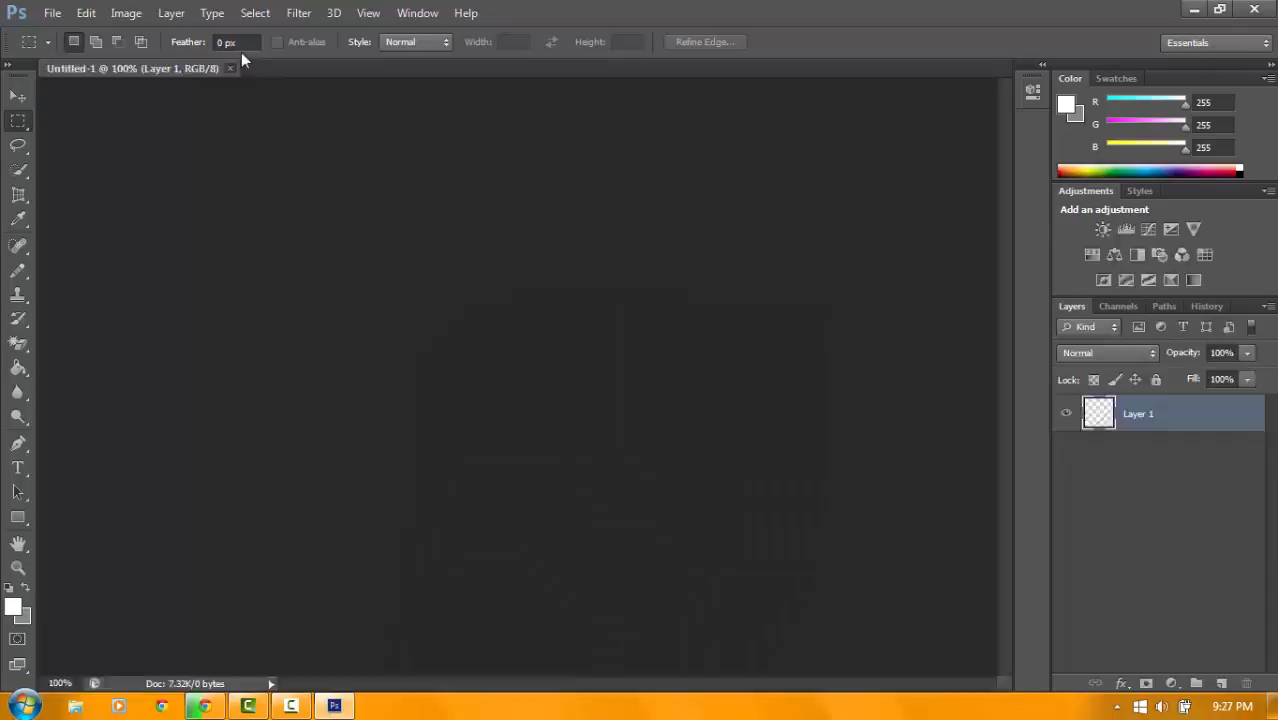 Ps File Edit Image Layer Type Select Filter 3D View Window Help
Feather: 0 px Anti-alias Style: Normal Width: Height: Refine Edge... Essentials
Untitled-1 @ 100% (Layer 1, RGB/8)
Color Swatches
R 255
G 255
B 255
Adjustments Styles
Add an adjustment
Layers Channels Paths History
Kind
Normal Opacity: 100%
Lock: Fill: 100%
Layer 1
100% Doc: 7.32K/0 bytes
Ps 9:27 PM